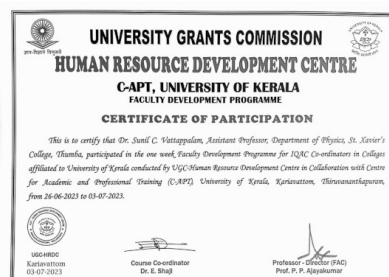 UNIVERSITY GRANTS COMMISSION
HUMAN RESOURCE DEVELOPMENT CENTRE
C-APT, UNIVERSITY OF KERALA
FACULTY DEVELOPMENT PROGRAMME
CERTIFICATE OF PARTICIPATION
This is to certify that Dr. Sunil C. Vattappalam, Assistant Professor, Department of Physics, St. Xavier's
College, Thumba, participated in the one week Faculty Development Programme for IQAC Co-ordinators in Colleges
affiliated to University of Kerala conducted by UGC-Human Resource Development Centre in Collaboration with Centre
for Academic and Professional Training (C-APT), University of Kerala, Kariavattom, Thiruvananthapuram,
from 26-06-2023 to 03-07-2023.
UGC-HRDC
Kariavattom
03-07-2023
Course Co-ordinator
Dr. E. Shaji
Professor - Director (FAC)
Prof. P. P. Ajayakumar